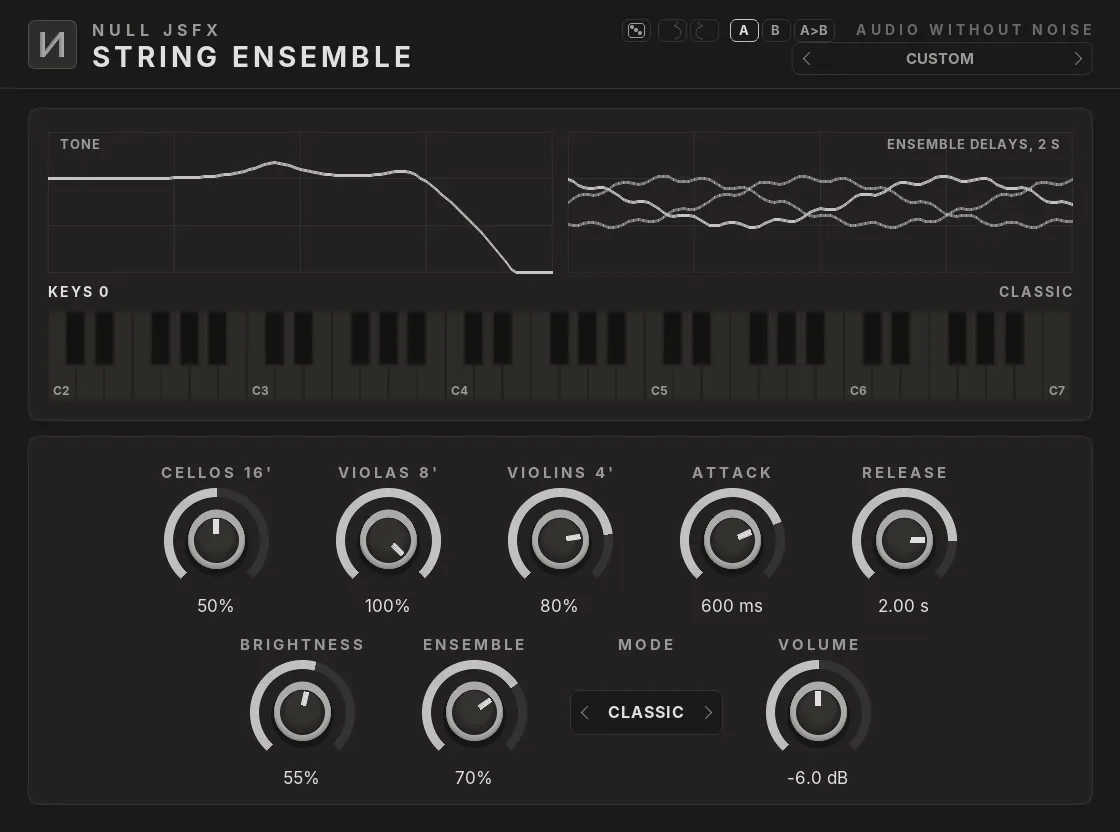 NULL JSFX
STRING ENSEMBLE
A B A>B
AUDIO WITHOUT NOISE
CUSTOM
TONE
ENSEMBLE DELAYS, 2 S
KEYS 0
CLASSIC
C2 C3 C4 C5 C6 C7
CELLOS 16' VIOLAS 8' VIOLINS 4' ATTACK RELEASE
50% 100% 80% 600 ms 2.00 s
BRIGHTNESS ENSEMBLE MODE VOLUME
CLASSIC
55% 70% -6.0 dB